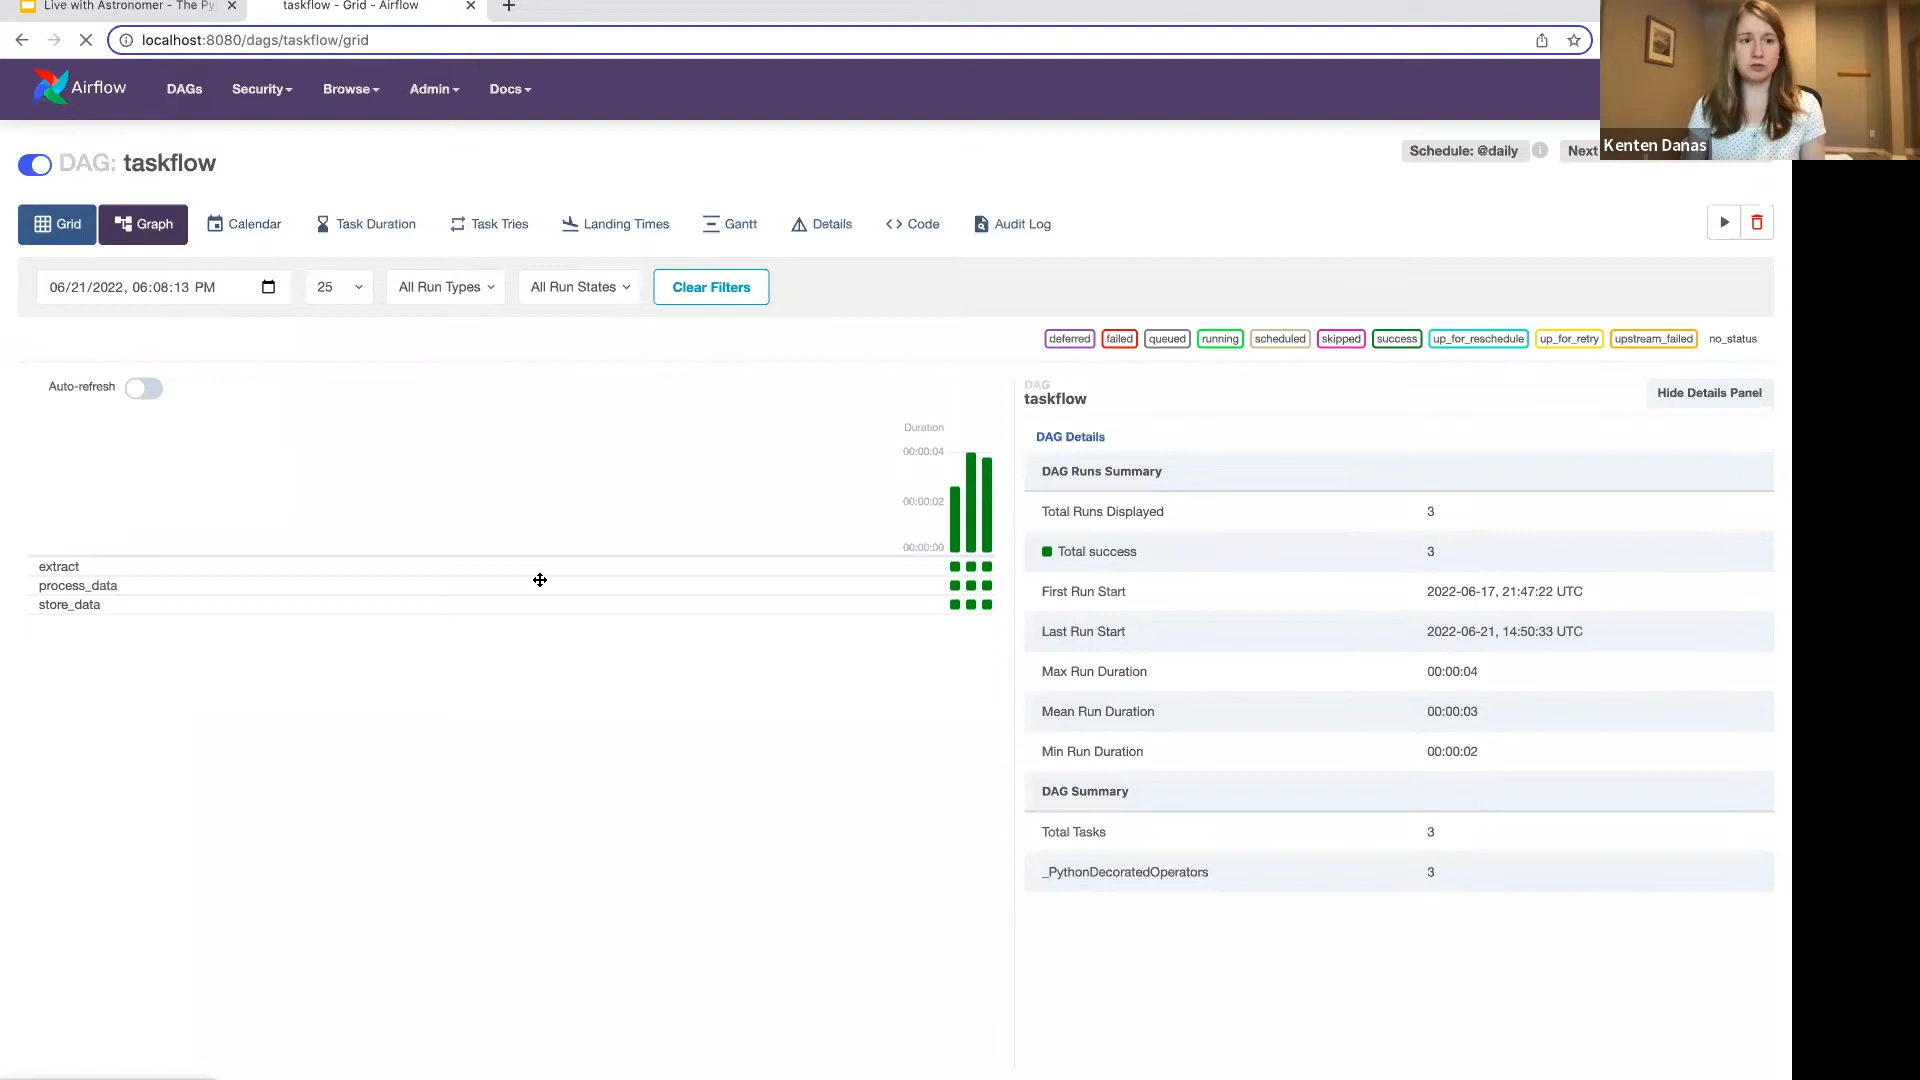 Live with Astronomer - The Py
taskflow - Grid - Airflow
localhost:8080/dags/taskflow/grid
Airflow
DAGs
Security
Browse
Admin
Docs
Kenten Danas
DAG: taskflow
Schedule: @daily
Next
Grid
Graph
Calendar
Task Duration
Task Tries
Landing Times
Gantt
Details
Code
Audit Log
06/21/2022, 06:08:13 PM
25
All Run Types
All Run States
Clear Filters
deferred
failed
queued
running
scheduled
skipped
success
up_for_reschedule
up_for_retry
upstream_failed
no_status
Auto-refresh
Duration
00:00:04
00:00:02
00:00:00
extract
process_data
store_data
DAG
taskflow
Hide Details Panel
DAG Details
DAG Runs Summary
Total Runs Displayed 3
Total success 3
First Run Start 2022-06-17, 21:47:22 UTC
Last Run Start 2022-06-21, 14:50:33 UTC
Max Run Duration 00:00:04
Mean Run Duration 00:00:03
Min Run Duration 00:00:02
DAG Summary
Total Tasks 3
_PythonDecoratedOperators 3